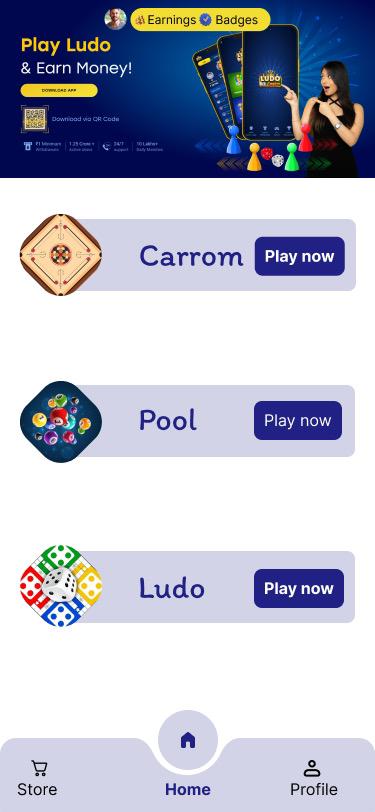 Earnings Badges
Play Ludo
& Earn Money!
DOWNLOAD APP
Download via QR Code
₹1 Minimum
Withdrawals
1.25 Crore+
Active Users
24/7
support
10 Lakhs+
Daily Matches
LUDO
Carrom
Play now
Pool
Play now
Ludo
Play now
Store
Home
Profile